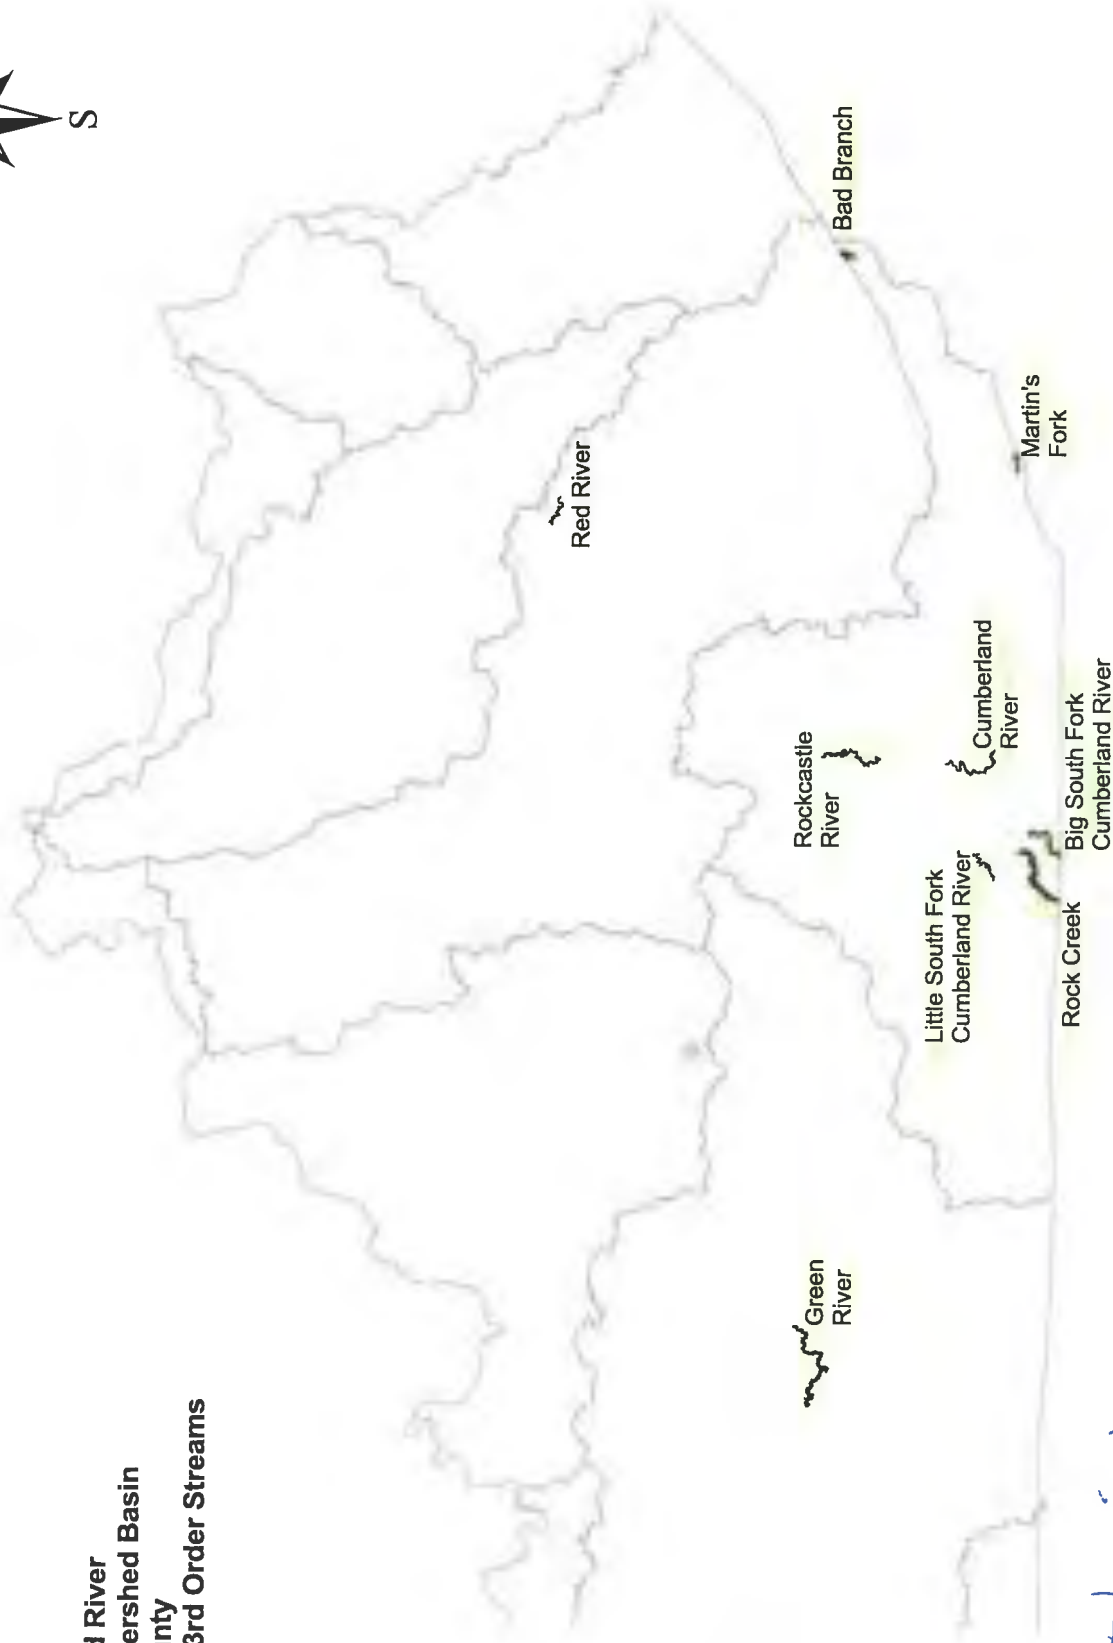 S
d River
ershed Basin
nty
3rd Order Streams
Bad Branch
Red River
Martin's
Fork
Rockcastle
River
Cumberland
River
Little South Fork
Cumberland River
Big South Fork
Cumberland River
Rock Creek
Green
River